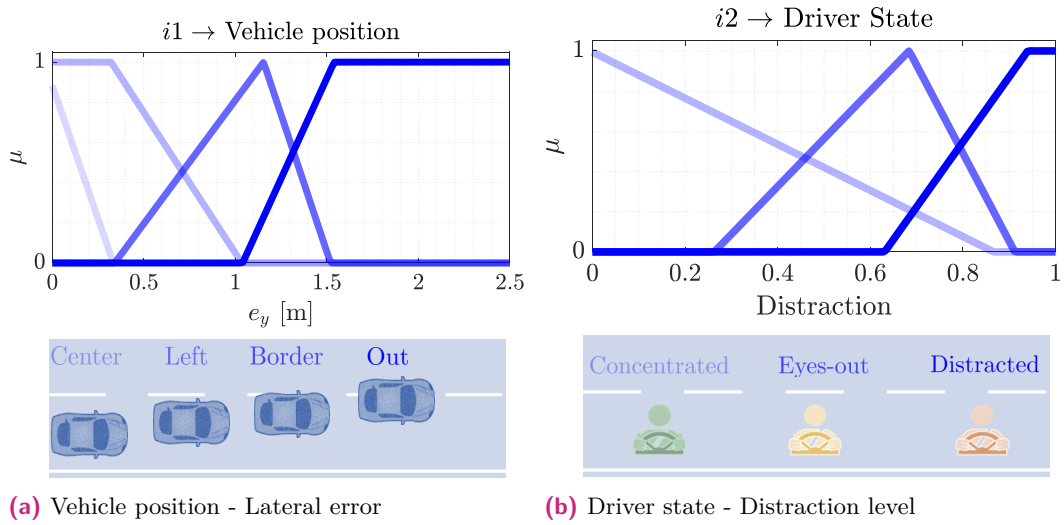 i1 → Vehicle position
1
μ
0
0 0.5 1 1.5 2 2.5
e_y [m]
Center Left Border Out
(a) Vehicle position - Lateral error
i2 → Driver State
1
μ
0
0 0.2 0.4 0.6 0.8 1
Distraction
Concentrated Eyes-out Distracted
(b) Driver state - Distraction level